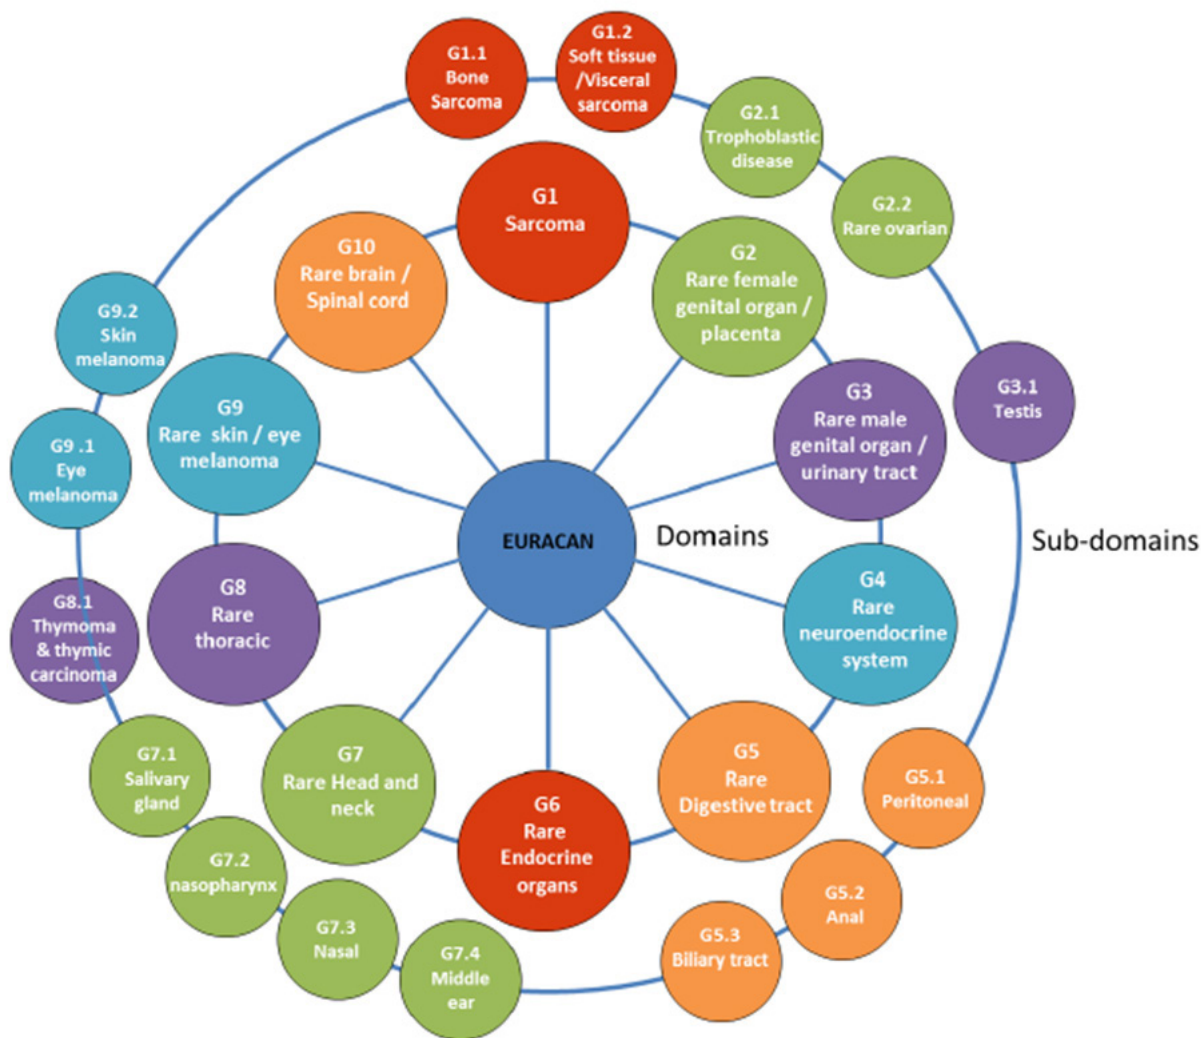 G1.1
Bone
Sarcoma
G1.2
Soft tissue
/Visceral
sarcoma
G2.1
Trophoblastic
disease
G2.2
Rare ovarian
G1
Sarcoma
G10
Rare brain /
Spinal cord
G2
Rare female
genital organ /
placenta
G9.2
Skin
melanoma
G9
Rare skin / eye
melanoma
G3
Rare male
genital organ /
urinary tract
G3.1
Testis
G9 .1
Eye
melanoma
EURACAN
Domains
Sub-domains
G8.1
Thymoma
& thymic
carcinoma
G8
Rare
thoracic
G4
Rare
neuroendocrine
system
G7.1
Salivary
gland
G7
Rare Head and
neck
G6
Rare
Endocrine
organs
G5
Rare
Digestive tract
G5.1
Peritoneal
G7.2
nasopharynx
G7.3
Nasal
G7.4
Middle
ear
G5.3
Biliary tract
G5.2
Anal